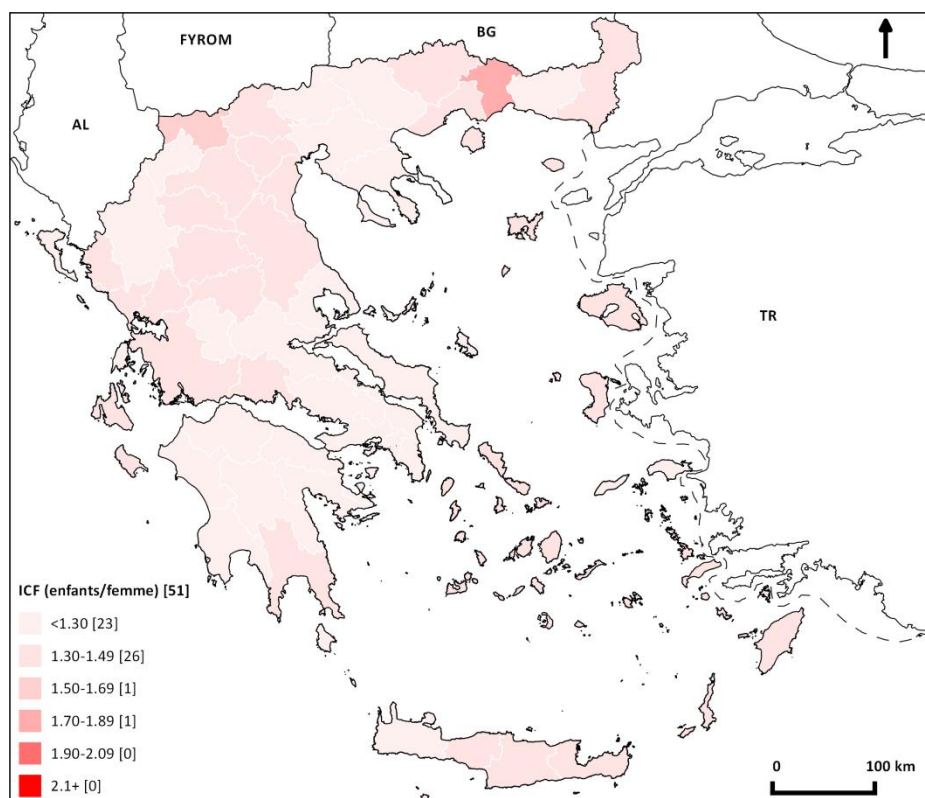 FYROM
BG
AL
TR
ICF (enfants/femme) [51]
<1.30 [23]
1.30-1.49 [26]
1.50-1.69 [1]
1.70-1.89 [1]
1.90-2.09 [0]
2.1+ [0]
0 100 km